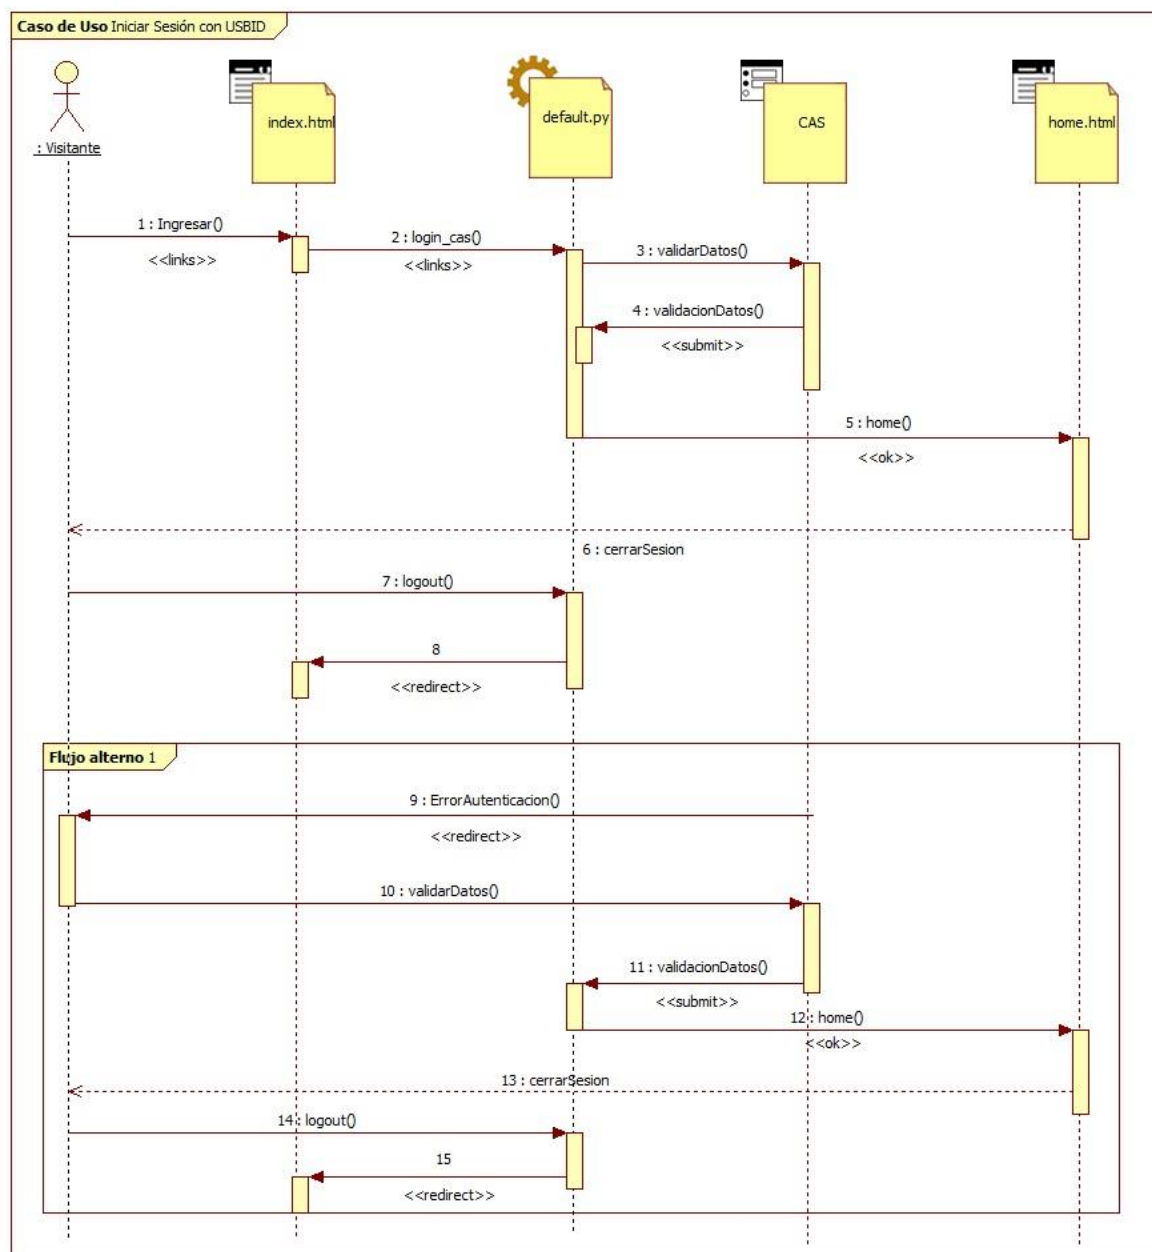 Caso de Uso Iniciar Sesión con USBID
: Visitante
index.html
default.py
CAS
home.html
1 : Ingresar()
<<links>>
2 : login_cas()
<<links>>
3 : validarDatos()
4 : validacionDatos()
<<submit>>
5 : home()
<<ok>>
6 : cerrarSesion
7 : logout()
8
<<redirect>>
Flujo alterno 1
9 : ErrorAutenticacion()
<<redirect>>
10 : validarDatos()
11 : validacionDatos()
<<submit>>
12 : home()
<<ok>>
13 : cerrarSesion
14 : logout()
15
<<redirect>>